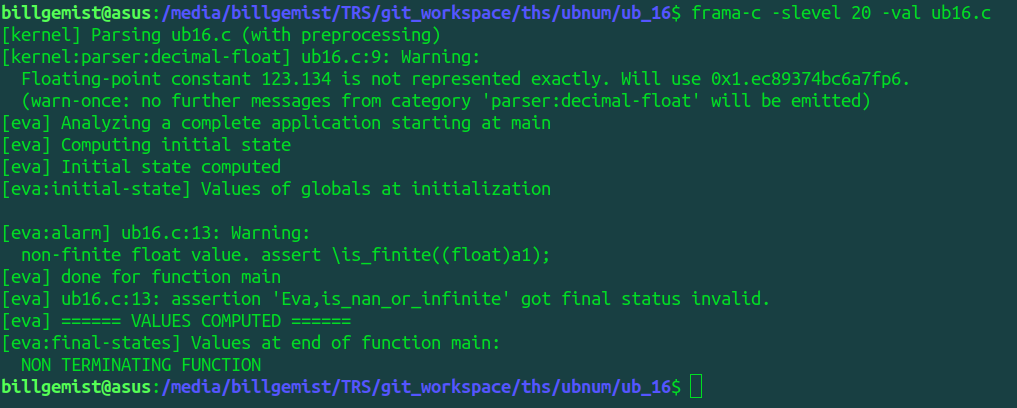 billgemist@asus:/media/billgemist/TRS/git_workspace/ths/ubnum/ub_16$ frama-c -slevel 20 -val ub16.c
[kernel] Parsing ub16.c (with preprocessing)
[kernel:parser:decimal-float] ub16.c:9: Warning:
  Floating-point constant 123.134 is not represented exactly. Will use 0x1.ec89374bc6a7fp6.
  (warn-once: no further messages from category 'parser:decimal-float' will be emitted)
[eva] Analyzing a complete application starting at main
[eva] Computing initial state
[eva] Initial state computed
[eva:initial-state] Values of globals at initialization

[eva:alarm] ub16.c:13: Warning:
  non-finite float value. assert \is_finite((float)a1);
[eva] done for function main
[eva] ub16.c:13: assertion 'Eva,is_nan_or_infinite' got final status invalid.
[eva] ====== VALUES COMPUTED ======
[eva:final-states] Values at end of function main:
  NON TERMINATING FUNCTION
billgemist@asus:/media/billgemist/TRS/git_workspace/ths/ubnum/ub_16$